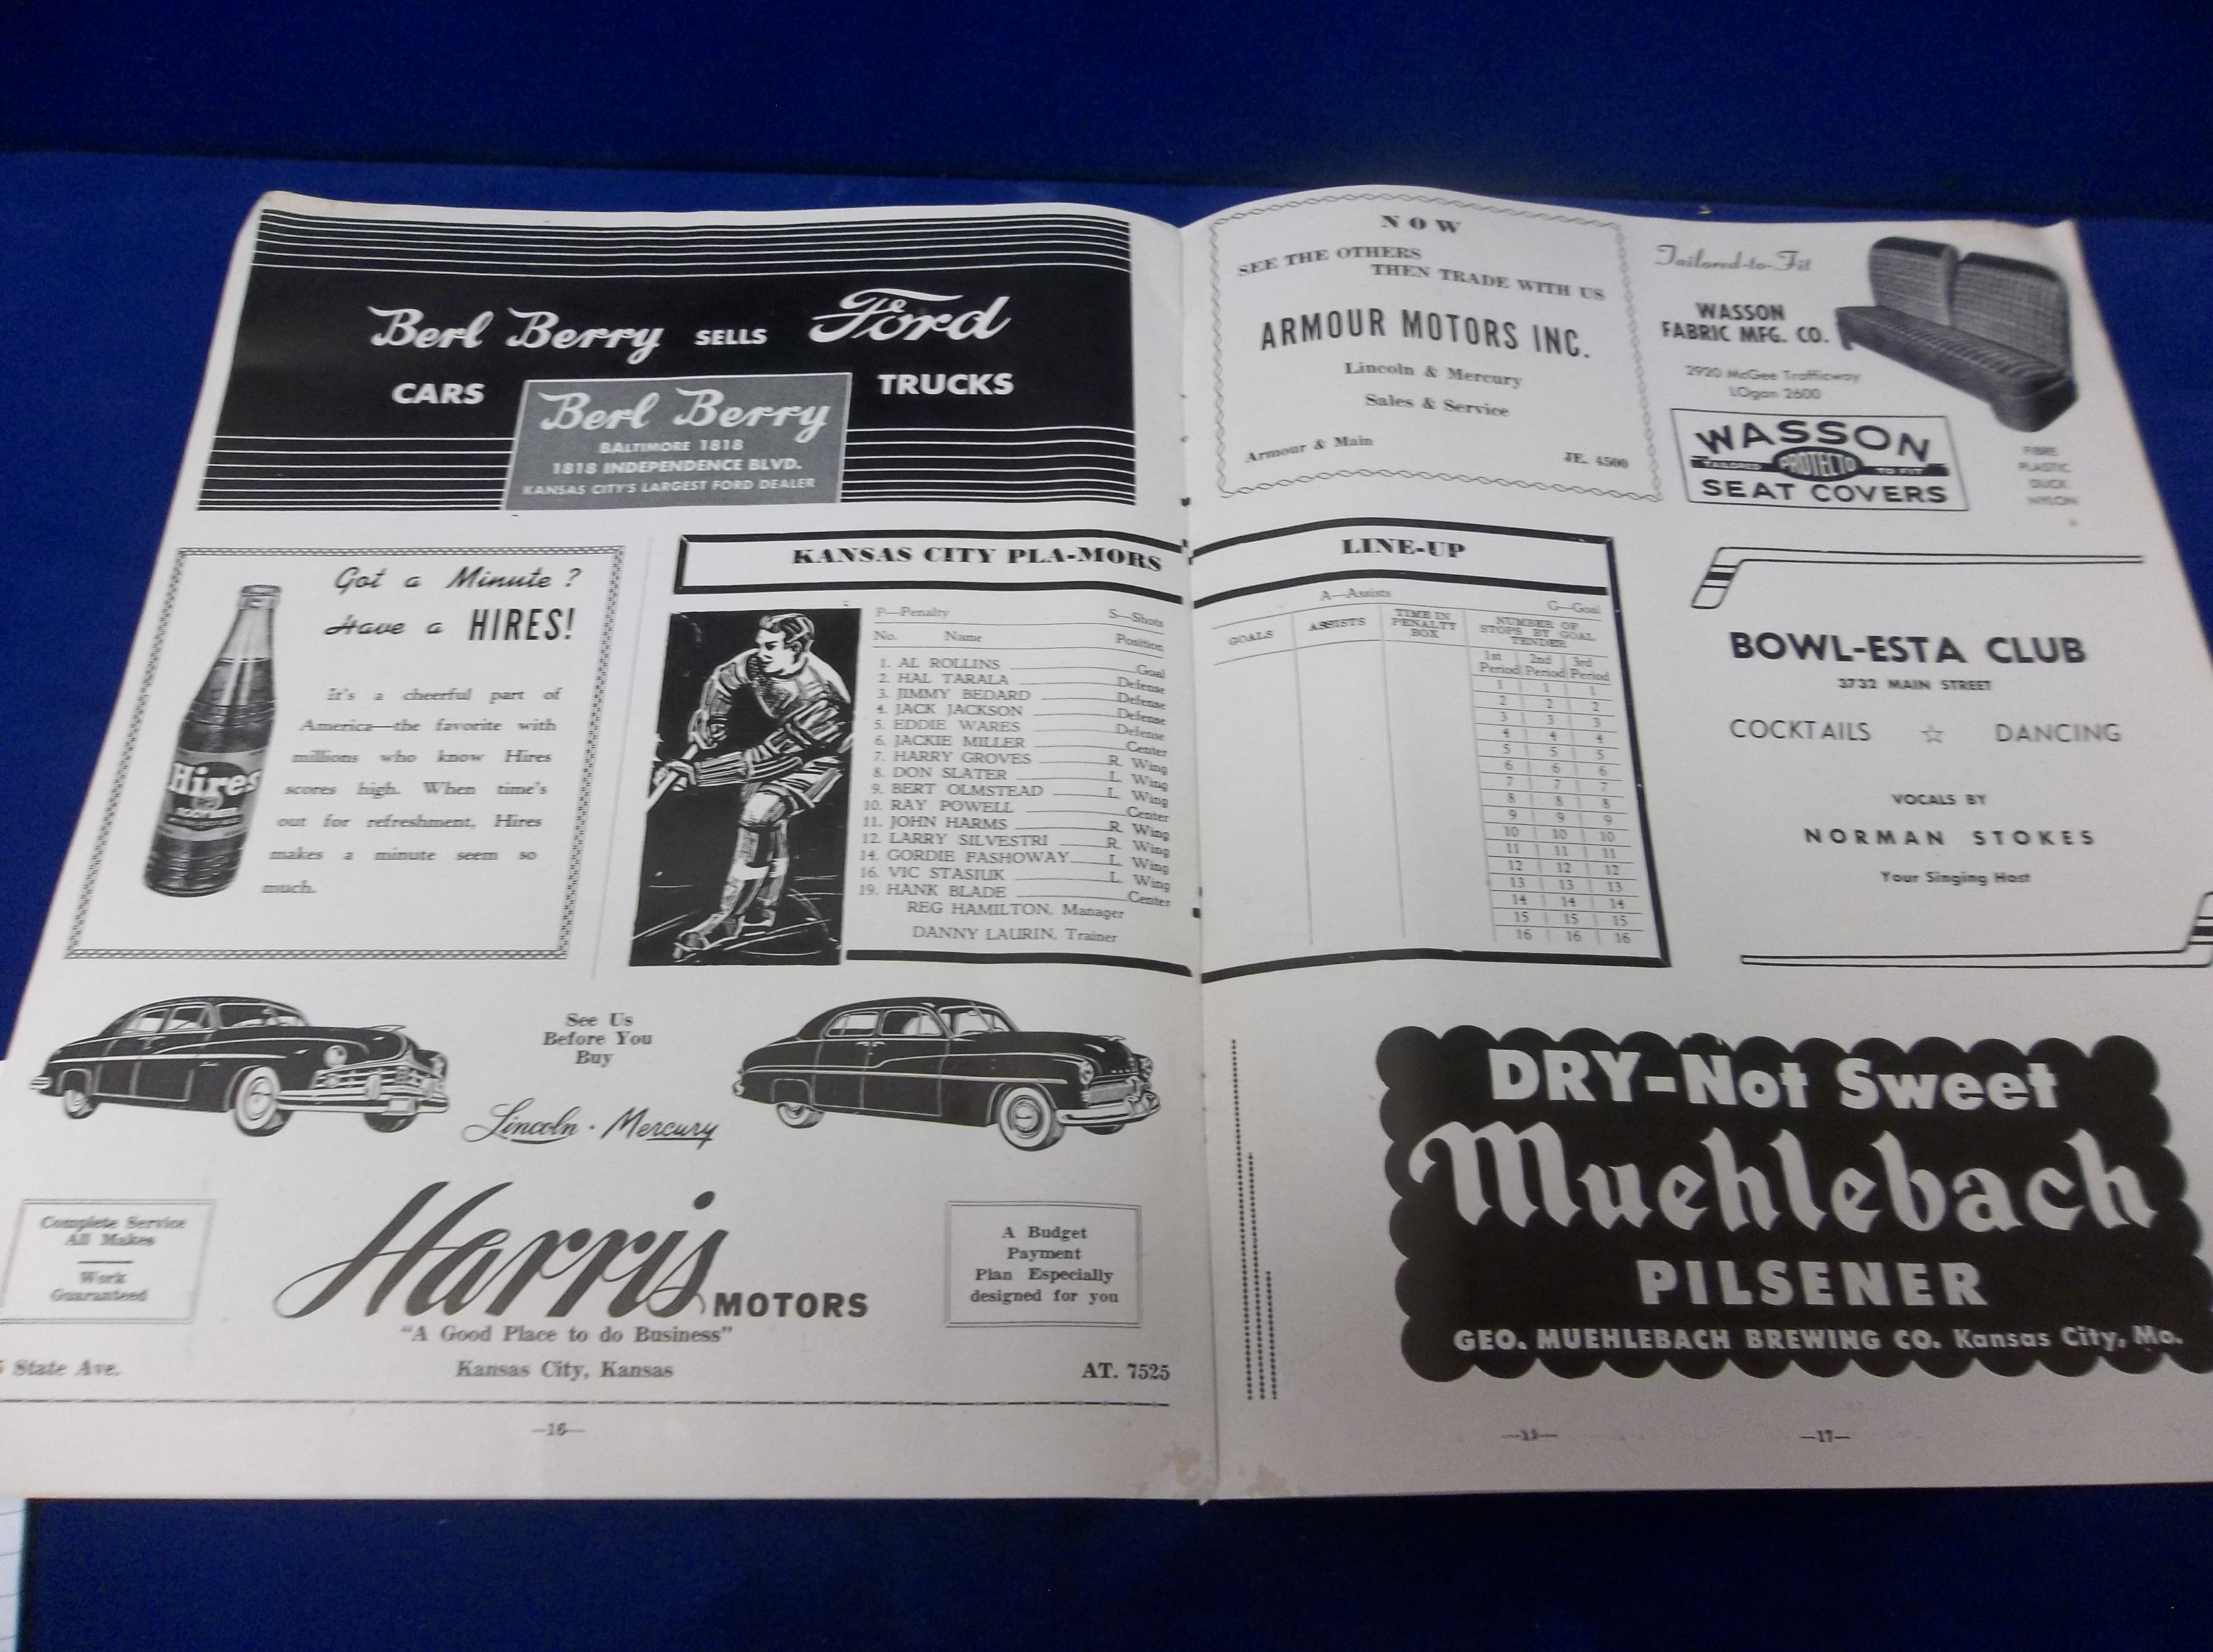 Berl Berry SELLS Ford
CARS TRUCKS
Berl Berry
BALTIMORE 1818
1818 INDEPENDENCE BLVD.
KANSAS CITY'S LARGEST FORD DEALER
Got a Minute?
Have a HIRES!
It's a cheerful part of
America—the favorite with
millions who know Hires
scores high. When time's
out for refreshment, Hires
makes a minute seem so
much.
Hires
KANSAS CITY PLA-MORS
P—Penalty S—Shots
No. Name Position
1. AL ROLLINS Goal
2. HAL TARALA Defense
3. JIMMY BEDARD Defense
4. JACK JACKSON Defense
5. EDDIE WARES Defense
6. JACKIE MILLER Center
7. HARRY GROVES R. Wing
8. DON SLATER L. Wing
9. BERT OLMSTEAD L. Wing
10. RAY POWELL Center
11. JOHN HARMS R. Wing
12. LARRY SILVESTRI R. Wing
14. GORDIE FASHOWAY L. Wing
16. VIC STASIUK L. Wing
19. HANK BLADE Center
REG HAMILTON, Manager
DANNY LAURIN, Trainer
See Us
Before You
Buy
Lincoln · Mercury
Complete Service
All Makes
Work
Guaranteed
Harris MOTORS
"A Good Place to do Business"
A Budget
Payment
Plan Especially
designed for you
State Ave. Kansas City, Kansas AT. 7525
—16—
NOW
SEE THE OTHERS
THEN TRADE WITH US
ARMOUR MOTORS INC.
Lincoln & Mercury
Sales & Service
Armour & Main JE. 4500
Tailored-to-Fit
WASSON
FABRIC MFG. CO.
2920 McGee Trafficway
LOgan 2600
WASSON
TAILORED PROTECTO TO FIT
SEAT COVERS
FIBRE
PLASTIC
DUCK
NYLON
LINE-UP
A—Assists G—Goal
GOALS ASSISTS TIME IN PENALTY BOX NUMBER OF STOPS BY GOAL TENDER
1st Period 2nd Period 3rd Period
1 1 1
2 2 2
3 3 3
4 4 4
5 5 5
6 6 6
7 7 7
8 8 8
9 9 9
10 10 10
11 11 11
12 12 12
13 13 13
14 14 14
15 15 15
16 16 16
BOWL-ESTA CLUB
3732 MAIN STREET
COCKTAILS ☆ DANCING
VOCALS BY
NORMAN STOKES
Your Singing Host
DRY-Not Sweet
Muehlebach
PILSENER
GEO. MUEHLEBACH BREWING CO. Kansas City, Mo.
—17—